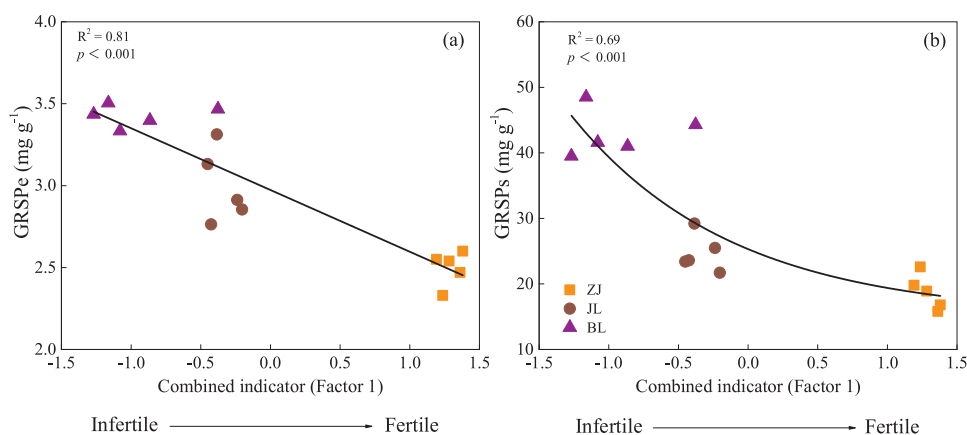 R² = 0.81
p < 0.001
(a)
4.0
3.5
3.0
2.5
2.0
GRSPe (mg g⁻¹)
-1.5 -1.0 -0.5 0.0 0.5 1.0 1.5
Combined indicator (Factor 1)
Infertile Fertile
R² = 0.69
p < 0.001
(b)
60
50
40
30
20
10
GRSPs (mg g⁻¹)
ZJ
JL
BL
-1.5 -1.0 -0.5 0.0 0.5 1.0 1.5
Combined indicator (Factor 1)
Infertile Fertile